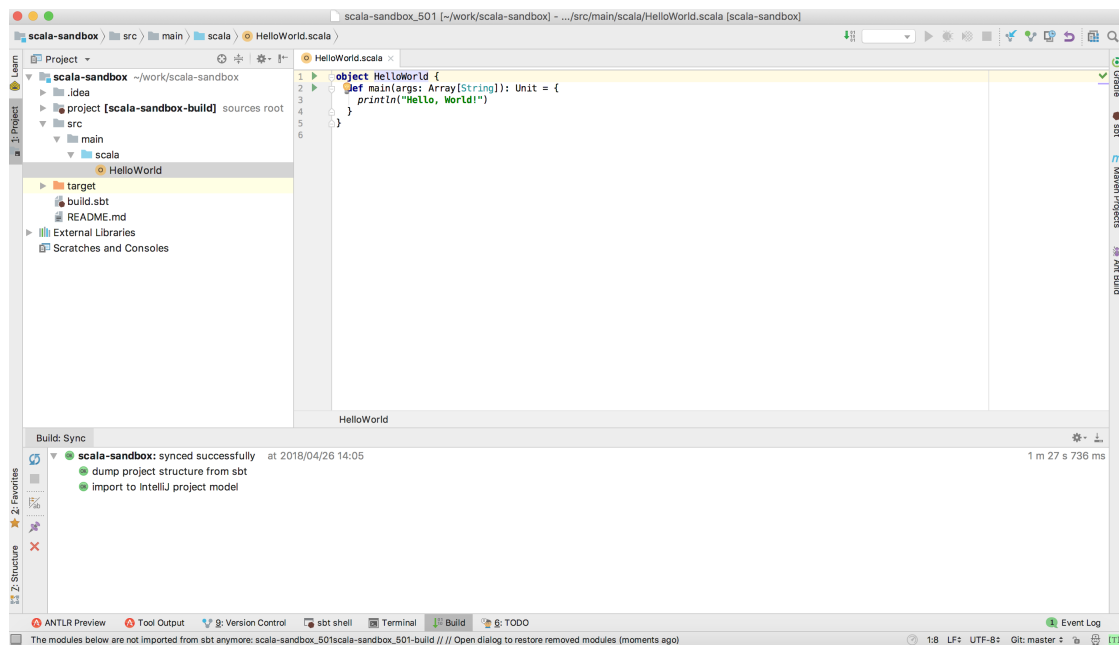 scala-sandbox_501 [~/work/scala-sandbox] - .../src/main/scala/HelloWorld.scala [scala-sandbox]
scala-sandbox src main scala HelloWorld.scala
Learn
1: Project
Project
scala-sandbox ~/work/scala-sandbox
.idea
project [scala-sandbox-build] sources root
src
main
scala
HelloWorld
target
build.sbt
README.md
External Libraries
Scratches and Consoles
HelloWorld.scala
1 object HelloWorld {
2 def main(args: Array[String]): Unit = {
3 println("Hello, World!")
4 }
5 }
6
HelloWorld
Gradle
sbt
Maven Projects
Ant Build
Build: Sync
scala-sandbox: synced successfully at 2018/04/26 14:05 1 m 27 s 736 ms
dump project structure from sbt
import to IntelliJ project model
2: Favorites
7: Structure
ANTLR Preview Tool Output 9: Version Control sbt shell Terminal Build 6: TODO 1 Event Log
The modules below are not imported from sbt anymore: scala-sandbox_501scala-sandbox_501-build // // Open dialog to restore removed modules (moments ago) 1:8 LF UTF-8 Git: master [T]